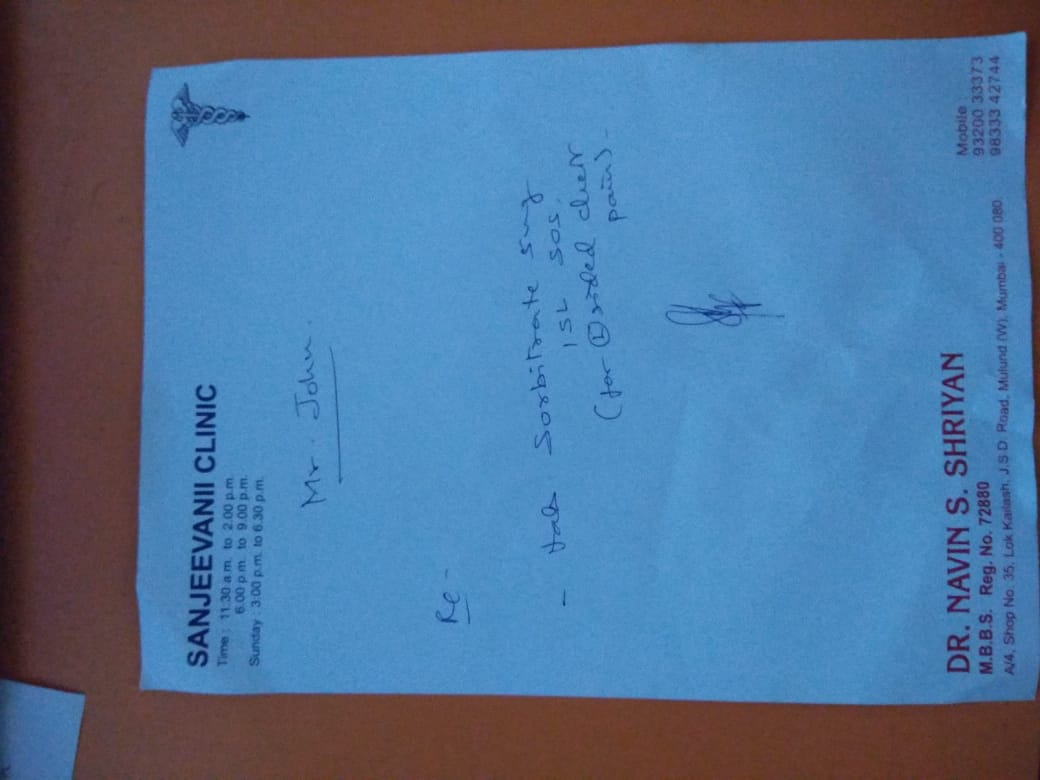 SANJEEVANII CLINIC
Time : 11:30 a.m. to 2.00 p.m.
6.00 p.m. to 9.00 p.m.
Sunday : 3:00 p.m. to 6.30 p.m.
Mr. John.
Re -
- tab Sorbitrate 5mg
1 SL SOS.
(for Ⓛ sided chest
pain) -
DR. NAVIN S. SHRIYAN
M.B.B.S. Reg. No. 72880
A/4, Shop No. 35, Lok Kailash, J.S.D. Road, Mulund (W), Mumbai - 400 080.
Mobile :
93200 33373
98333 42744